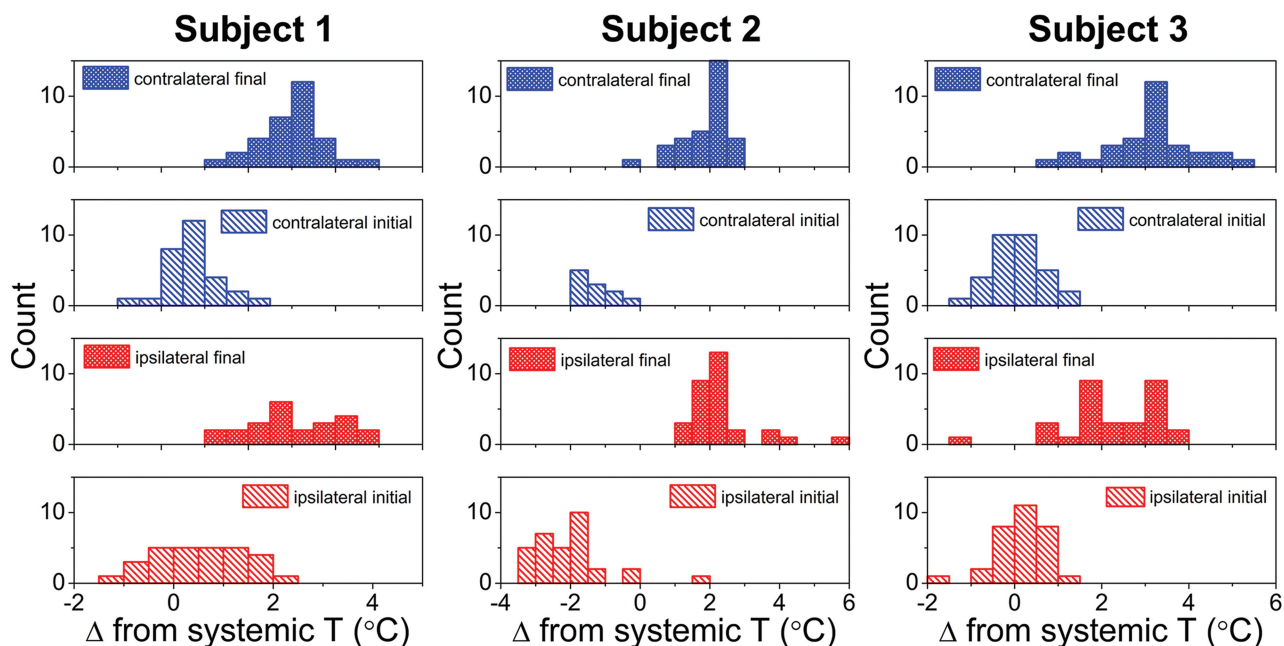 Subject 1
Subject 2
Subject 3
Count
10
0
contralateral final
10
0
contralateral initial
10
0
ipsilateral final
10
0
ipsilateral initial
-2
0
2
4
Δ from systemic T (°C)
Count
10
0
contralateral final
10
0
contralateral initial
10
0
ipsilateral final
10
0
ipsilateral initial
-4
-2
0
2
4
6
Δ from systemic T (°C)
Count
10
0
contralateral final
10
0
contralateral initial
10
0
ipsilateral final
10
0
ipsilateral initial
-2
0
2
4
6
Δ from systemic T (°C)